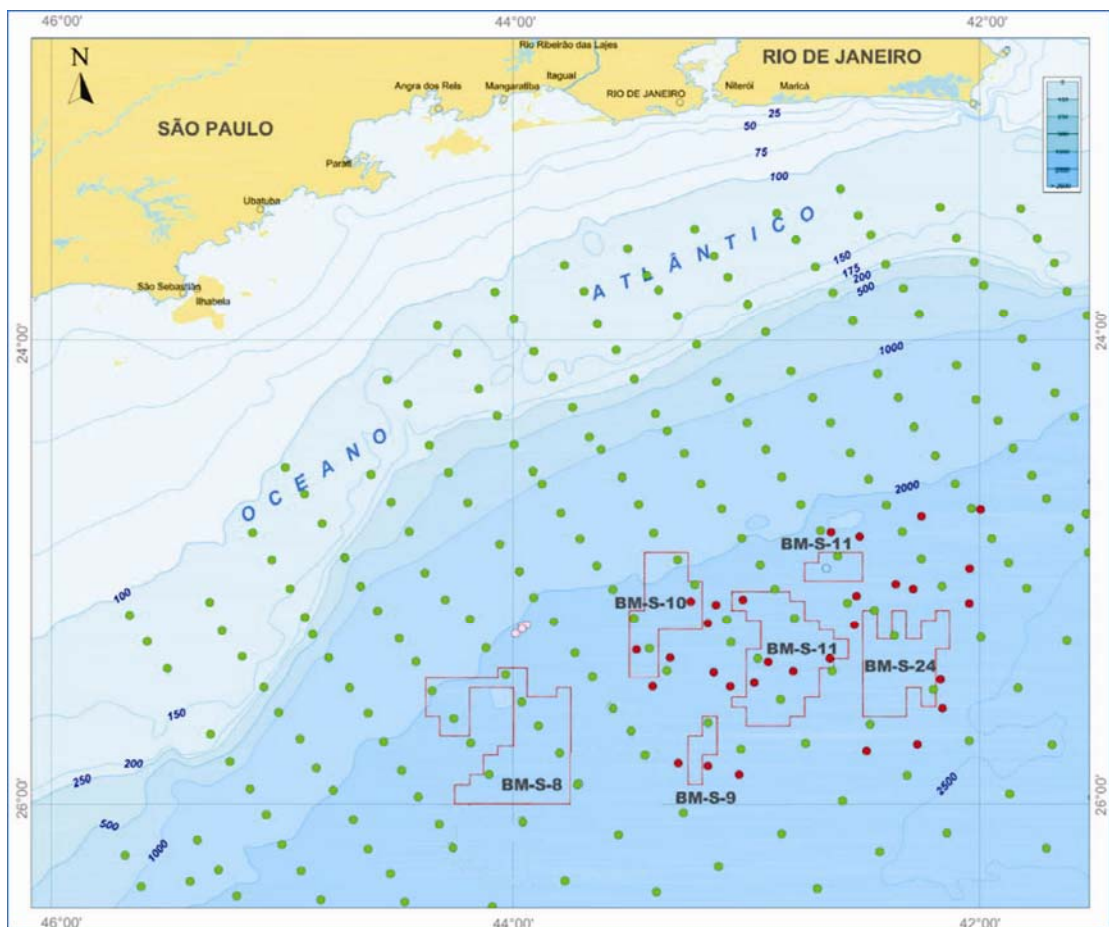 46°00' 44°00' 42°00'
N
Rio Ribeirão das Lajes
RIO DE JANEIRO
Itaguaí
Angra dos Reis Mangaratiba
RIO DE JANEIRO Niterói Maricá
SÃO PAULO
25
50
75
100
Parati
Ubatuba
São Sebastián
Ilhabela
OCEANO ATLÂNTICO
150
175
200
500
24°00' 24°00'
1000
2000
BM-S-11
BM-S-10
100
BM-S-11
BM-S-24
150
200
250
BM-S-8
BM-S-9
2500
26°00' 26°00'
500
1000
46°00' 44°00' 42°00'